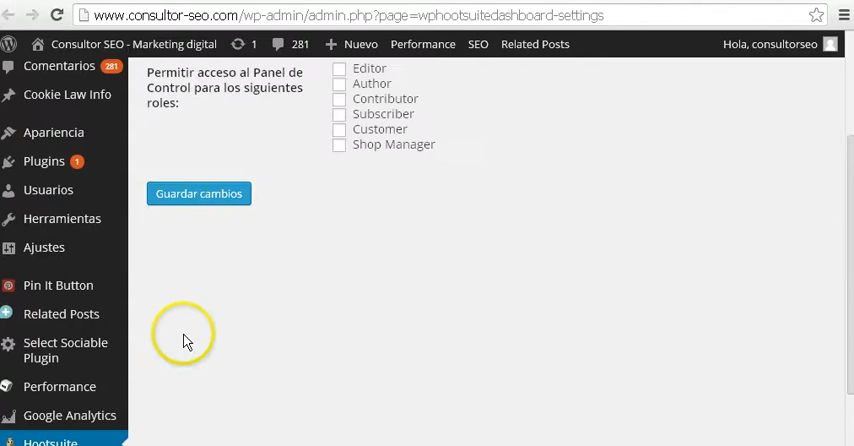 www.consultor-seo.com/wp-admin/admin.php?page=wphootsuitedashboard-settings
Consultor SEO - Marketing digital 1 281 Nuevo Performance SEO Related Posts Hola, consultorseo
Comentarios 281
Cookie Law Info
Apariencia
Plugins 1
Usuarios
Herramientas
Ajustes
Pin It Button
Related Posts
Select Sociable
Plugin
Performance
Google Analytics
Hootsuite
Permitir acceso al Panel de
Control para los siguientes
roles:
Editor
Author
Contributor
Subscriber
Customer
Shop Manager
Guardar cambios